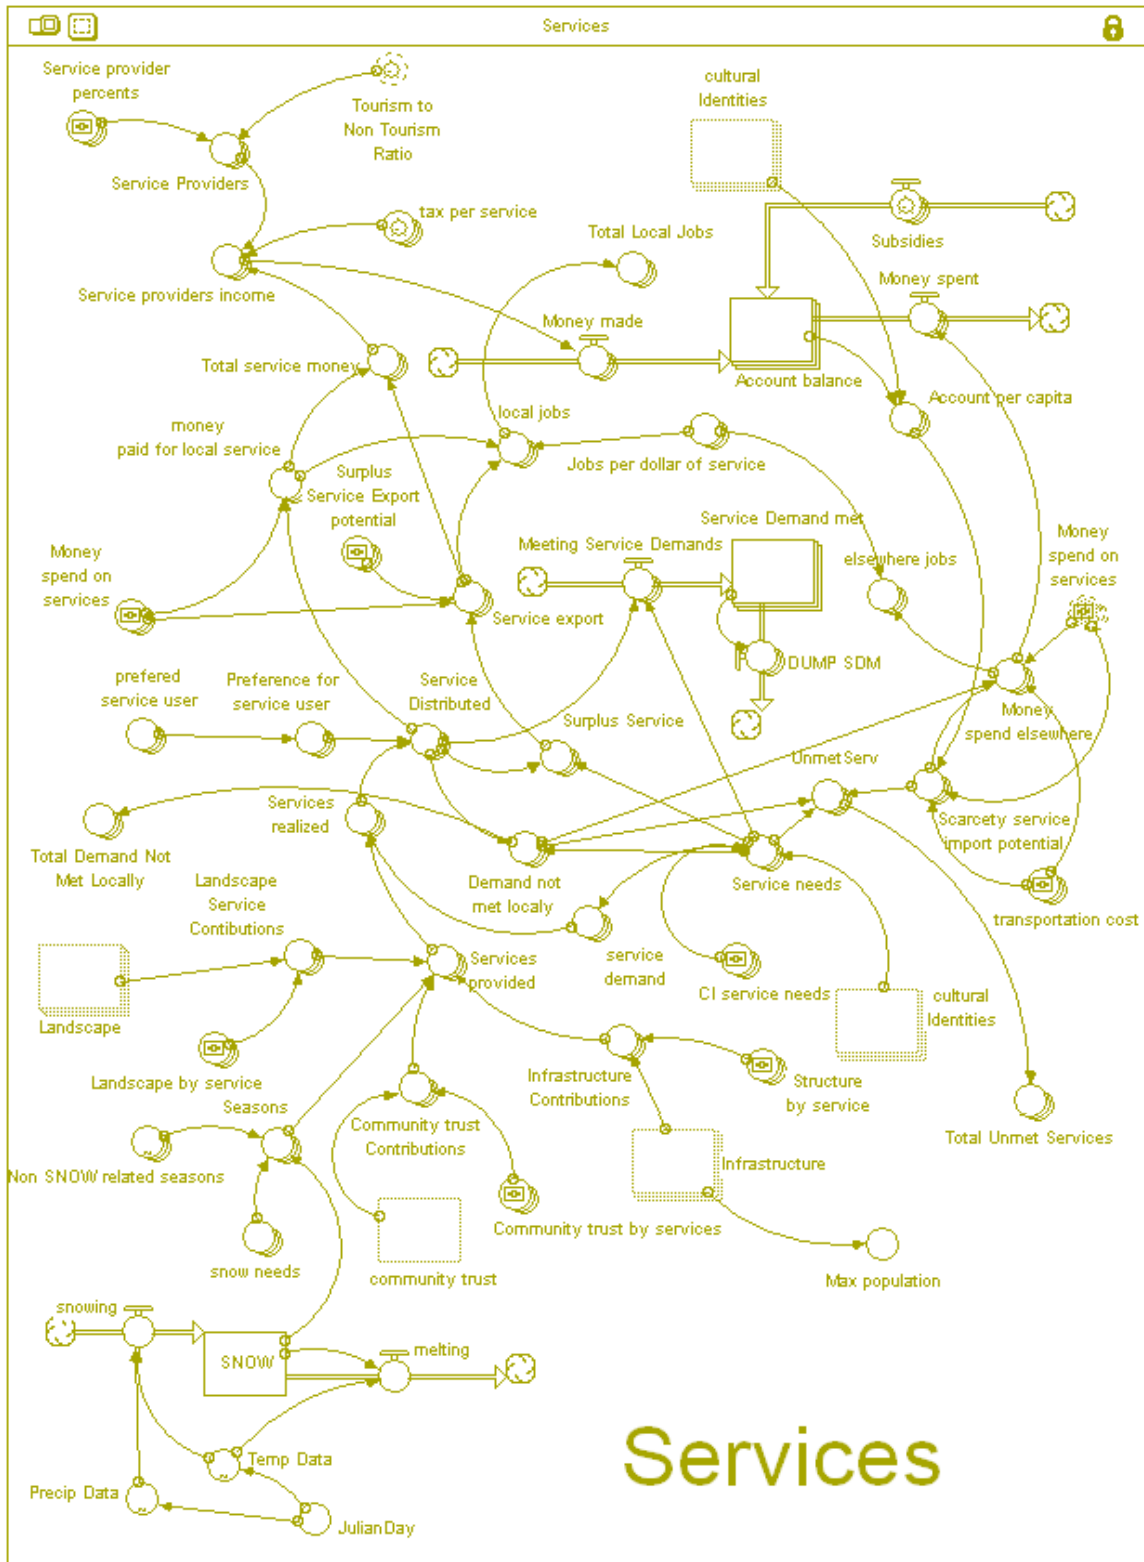 Services
Service provider
percents
Tourism to
Non Tourism
Ratio
cultural
Identities
Service Providers
tax per service
Total Local Jobs
Subsidies
Service providers income
Money spent
Money made
Total service money
Account balance
Account per capita
money
paid for local service
local jobs
Jobs per dollar of service
Surplus
Service Export
potential
Service Demand met
Meeting Service Demands
Money
spend on
services
elsewhere jobs
Money
spend on
services
Service export
DUMP SDM
prefered
service user
Preference for
service user
Service
Distributed
Surplus Service
Money
spend elsewhere
UnmetServ
Services
realized
Scarcety service
import potential
Total Demand Not
Met Locally
Landscape
Service
Contibutions
Demand not
met localy
Service needs
transportation cost
Services
provided
service
demand
CI service needs
cultural
Identities
Landscape
Landscape by service
Infrastructure
Contributions
Structure
by service
Seasons
Community trust
Contributions
Total Unmet Services
Non SNOW related seasons
Infrastructure
Community trust by services
snow needs
community trust
Max population
snowing
SNOW
melting
Temp Data
Precip Data
JulianDay
Services